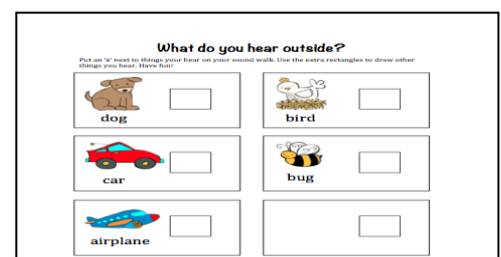 What do you hear outside?
Put an 'x' next to things your hear on your sound walk. Use the extra rectangles to draw other
things you hear. Have fun!
dog
bird
car
bug
airplane